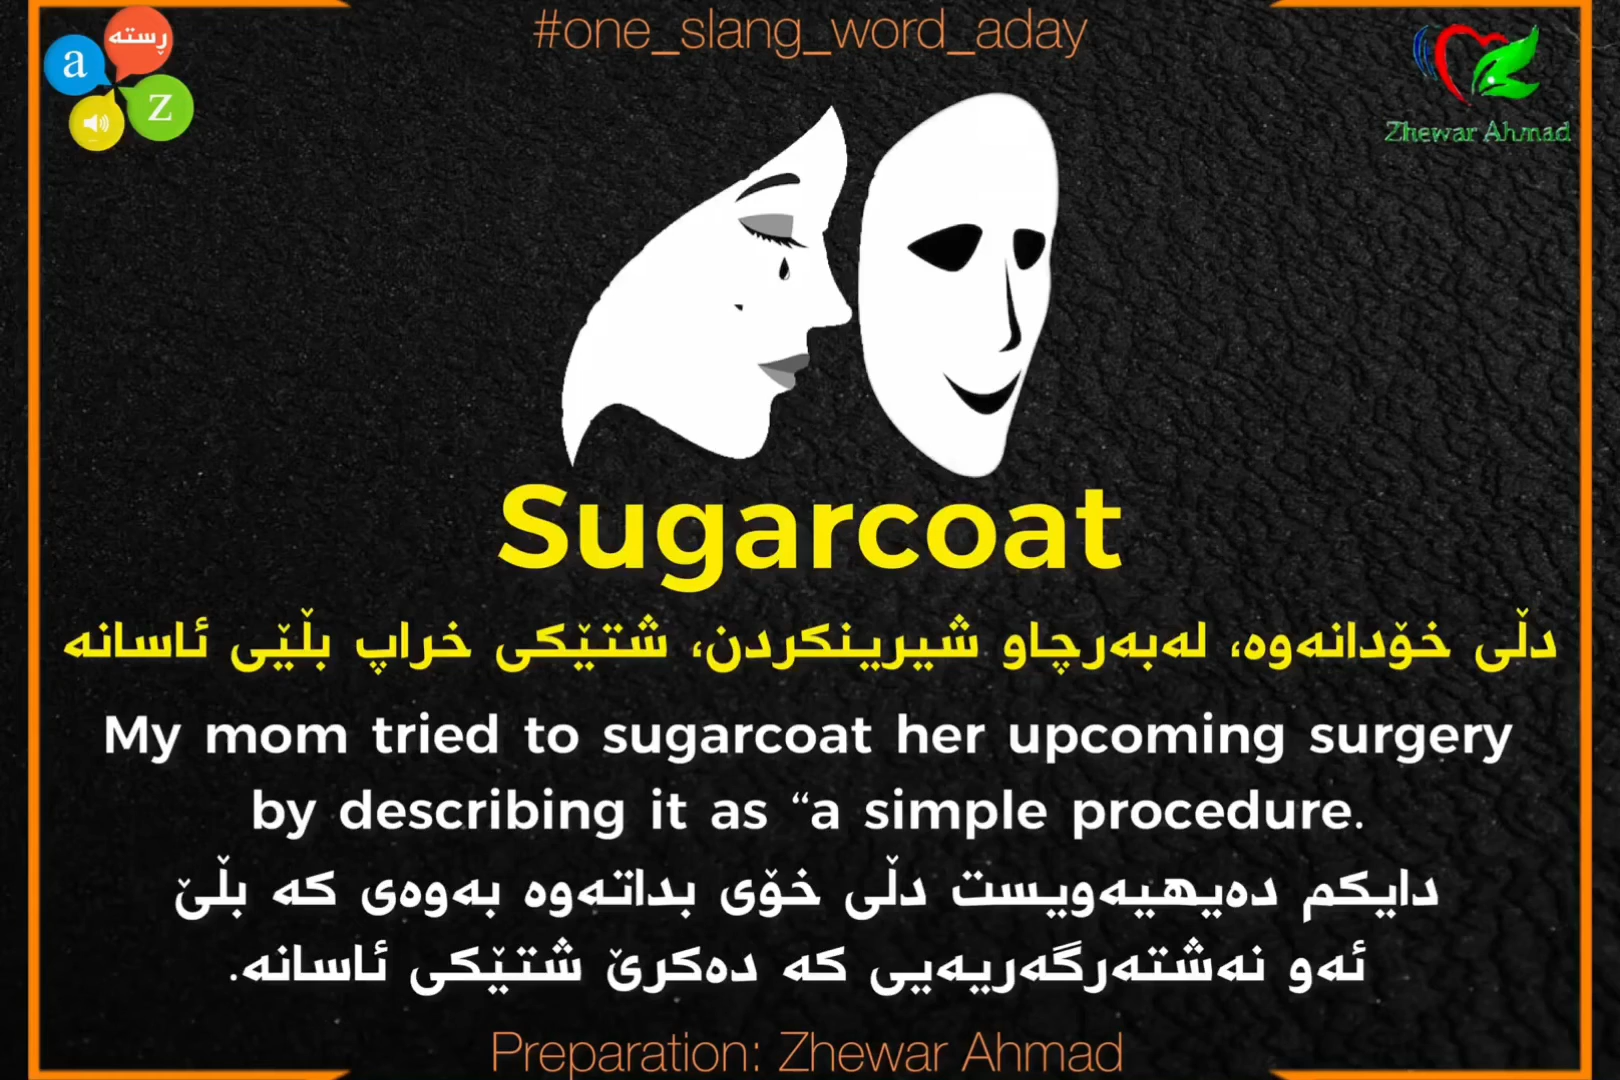 #one_slang_word_aday
ڕستە
a
z
Zhewar Ahmad
Sugarcoat
دڵی خۆدانەوە، لەبەرچاو شیرینکردن، شتێکی خراپ بڵێی ئاسانە
My mom tried to sugarcoat her upcoming surgery
by describing it as “a simple procedure.
دایکم دەیهیەویست دڵی خۆی بداتەوە بەوەی کە بڵێ
ئەو نەشتەرگەریەیی کە دەکرێ شتێکی ئاسانە.
Preparation: Zhewar Ahmad